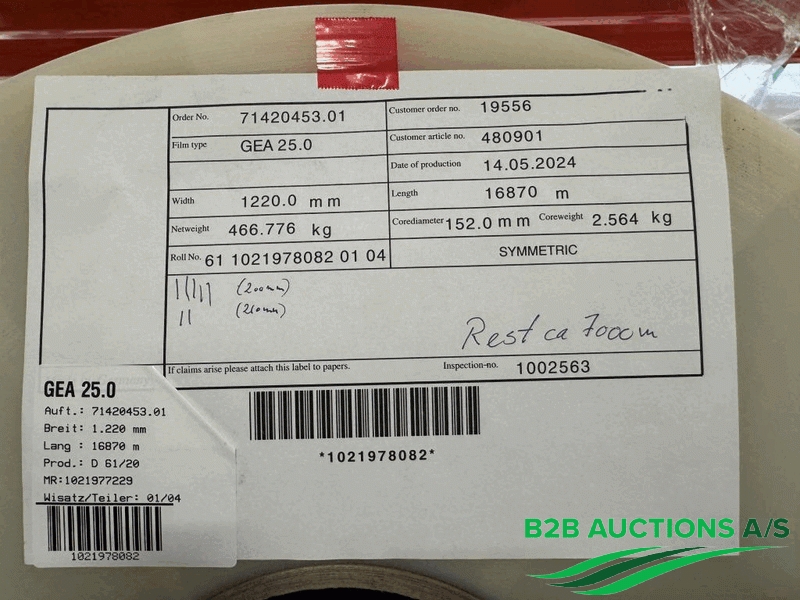 Order No. 71420453.01 Customer order no. 19556
Film type GEA 25.0 Customer article no. 480901
Date of production 14.05.2024
Width 1220.0 mm Length 16870 m
Netweight 466.776 kg Corediameter 152.0 mm Coreweight 2.564 kg
Roll No. 61 1021978082 01 04 SYMMETRIC
(200mm)
(210mm)
Rest ca 7000m
If claims arise please attach this label to papers. Inspection-no. 1002563
*1021978082*
GEA 25.0
Auft.: 71420453.01
Breit: 1.220 mm
Lang : 16870 m
Prod.: D 61/20
MR:1021977229
Wisatz/Teiler: 01/04
1021978082
B2B AUCTIONS A/S